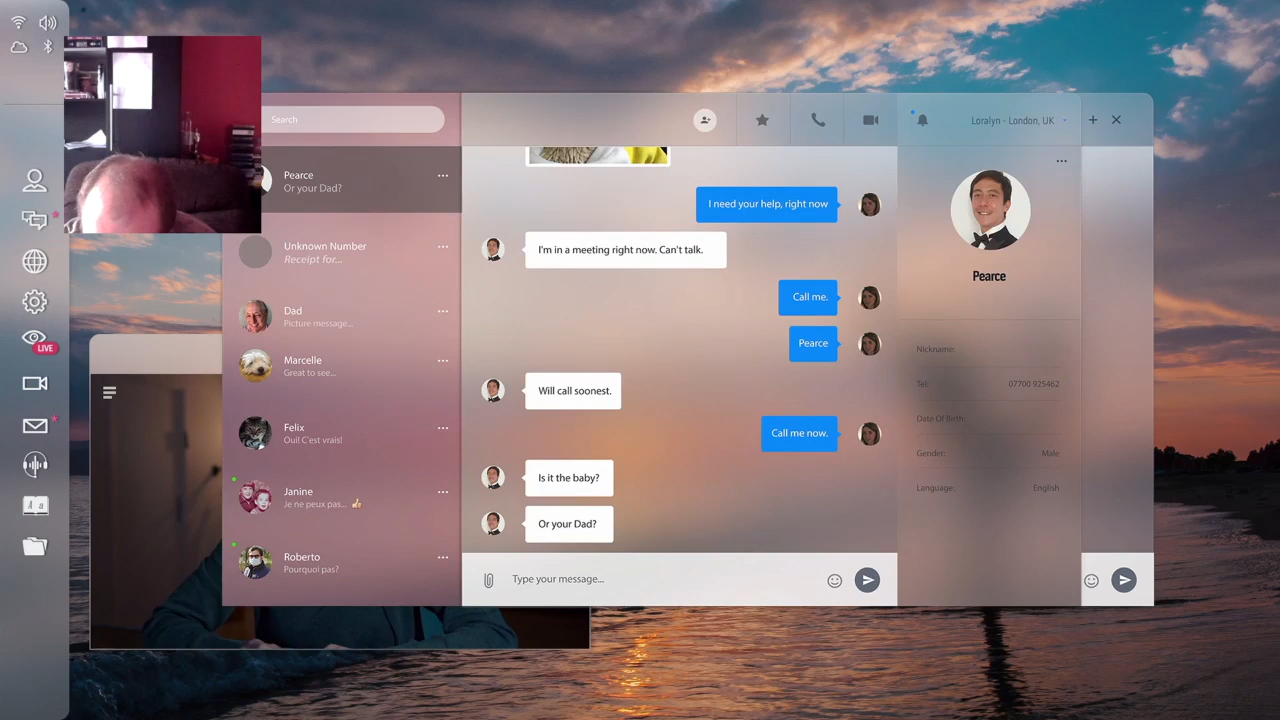 Search
Loralyn - London, UK
Pearce
Or your Dad?
Unknown Number
Receipt for...
Dad
Picture message...
Marcelle
Great to see...
Felix
Oui! C'est vrai!
Janine
Je ne peux pas... 👍
Roberto
Pourquoi pas?
LIVE
A a
I need your help, right now
I'm in a meeting right now. Can't talk.
Call me.
Pearce
Will call soonest.
Call me now.
Is it the baby?
Or your Dad?
Type your message...
Pearce
Nickname:
Tel: 07700 925462
Date Of Birth:
Gender: Male
Language: English